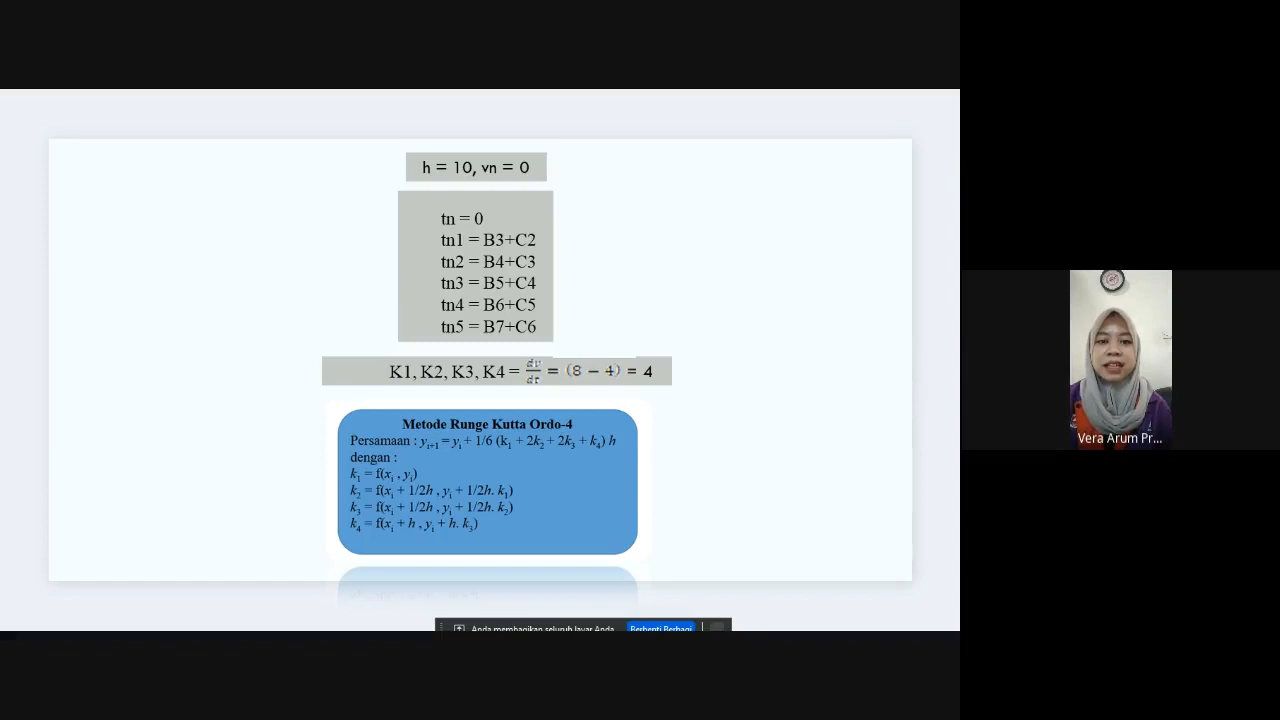 h = 10, vn = 0
tn = 0
tn1 = B3+C2
tn2 = B4+C3
tn3 = B5+C4
tn4 = B6+C5
tn5 = B7+C6
K1, K2, K3, K4 = dv/dt = (8 − 4) = 4
Metode Runge Kutta Ordo-4
Persamaan : yᵢ₊₁ = yᵢ + 1/6 (k₁ + 2k₂ + 2k₃ + k₄) h
dengan :
k₁ = f(xᵢ , yᵢ)
k₂ = f(xᵢ + 1/2h , yᵢ + 1/2h. k₁)
k₃ = f(xᵢ + 1/2h , yᵢ + 1/2h. k₂)
k₄ = f(xᵢ + h , yᵢ + h. k₃)
Anda membagikan seluruh layar Anda
Berhenti Berbagi
Vera Arum Pr...